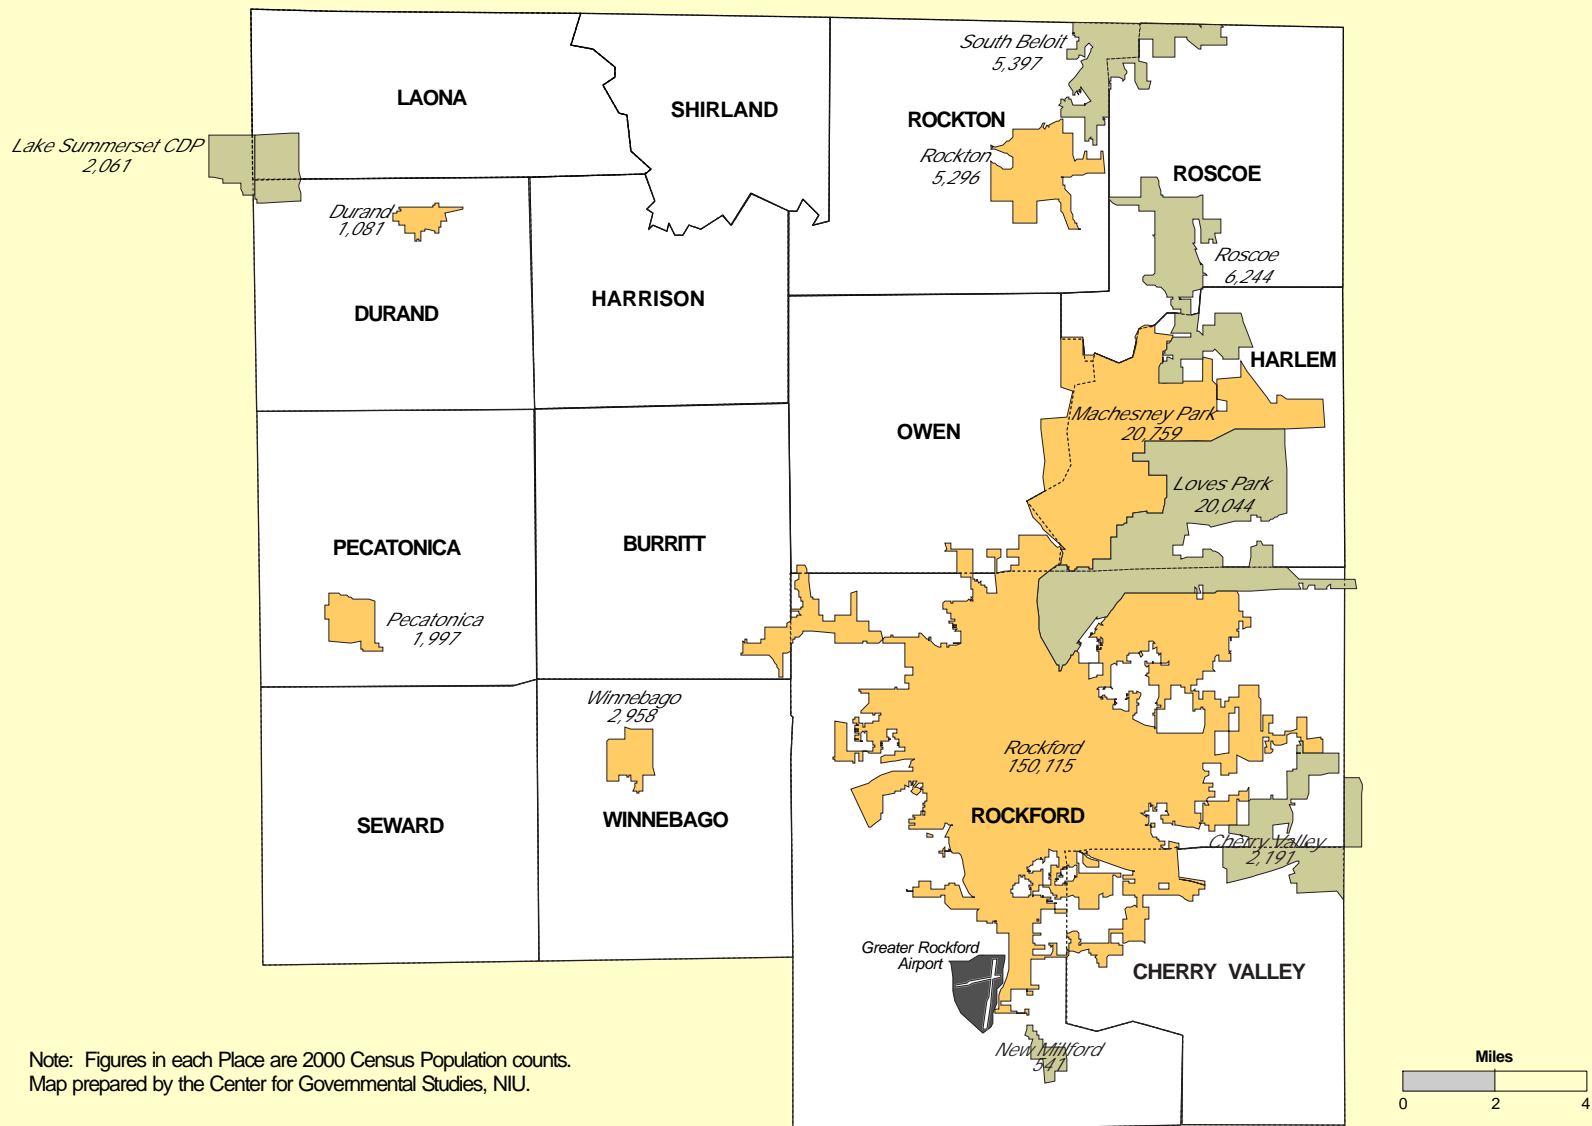 South Beloit
5,397
LAONA
SHIRLAND
ROCKTON
Lake Summerset CDP
2,061
Rockton
5,296
ROSCOE
Durand
1,081
Roscoe
6,244
HARRISON
DURAND
HARLEM
Machesney Park
20,759
OWEN
Loves Park
20,044
PECATONICA
BURRITT
Pecatonica
1,997
Winnebago
2,958
Rockford
150,115
SEWARD
WINNEBAGO
ROCKFORD
Cherry Valley
2,191
Greater Rockford
Airport
CHERRY VALLEY
New Millford
541
Note: Figures in each Place are 2000 Census Population counts.
Map prepared by the Center for Governmental Studies, NIU.
Miles
0 2 4